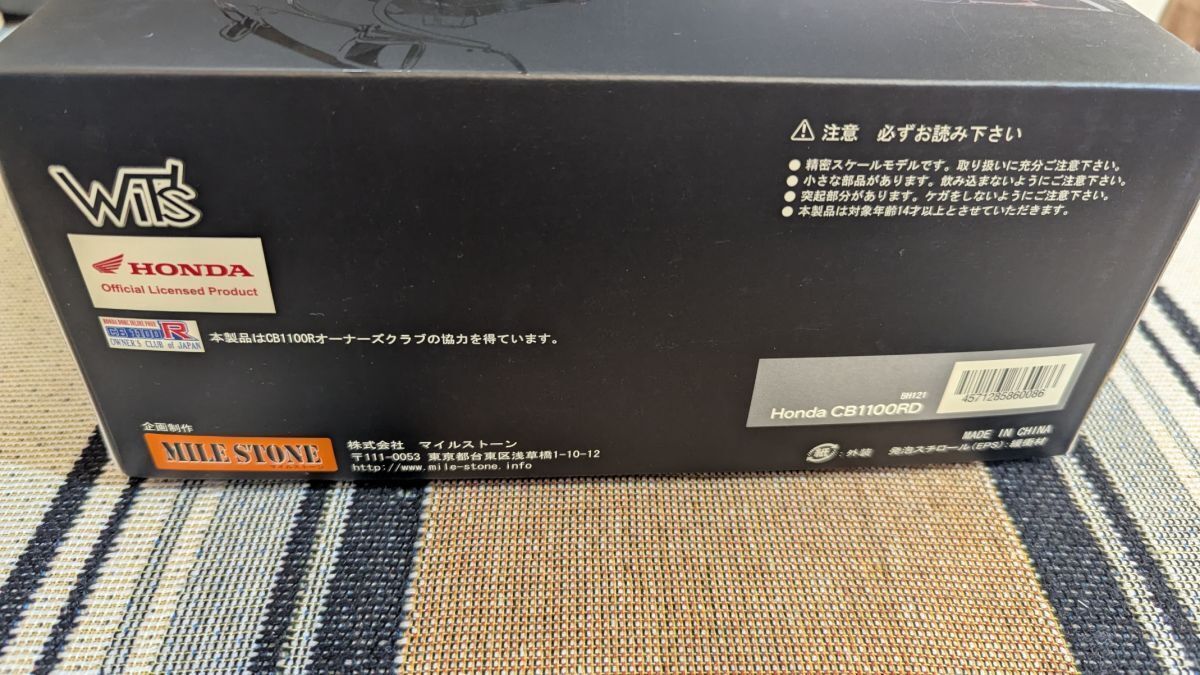 WiT's
HONDA
Official Licensed Product
CB1100R
OWNER'S CLUB of JAPAN
本製品はCB1100Rオーナーズクラブの協力を得ています。
企画制作
MILE STONE
マイルストーン
株式会社 マイルストーン
〒111-0053 東京都台東区浅草橋1-10-12
http://www.mile-stone.info
⚠ 注意 必ずお読み下さい
● 精密スケールモデルです。取り扱いに充分ご注意下さい。
● 小さな部品があります。飲み込まないようにご注意下さい。
● 突起部分があります。ケガをしないようにご注意下さい。
● 本製品は対象年齢14才以上とさせていただきます。
BH121
Honda CB1100RD
4571285860086
MADE IN CHINA
紙:外装 発泡スチロール(EPS):緩衝材